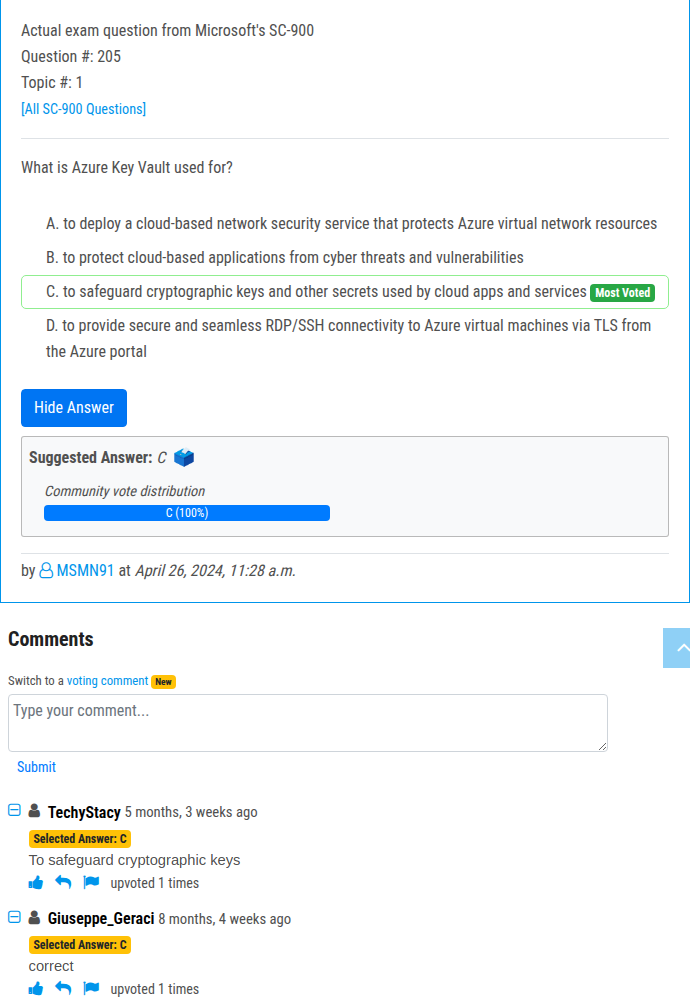 Actual exam question from Microsoft's SC-900
Question #: 205
Topic #: 1
[All SC-900 Questions]
What is Azure Key Vault used for?
A. to deploy a cloud-based network security service that protects Azure virtual network resources
B. to protect cloud-based applications from cyber threats and vulnerabilities
C. to safeguard cryptographic keys and other secrets used by cloud apps and services Most Voted
D. to provide secure and seamless RDP/SSH connectivity to Azure virtual machines via TLS from
the Azure portal
Hide Answer
Suggested Answer: C
Community vote distribution
C (100%)
by MSMN91 at April 26, 2024, 11:28 a.m.
Comments
Switch to a voting comment New
Type your comment...
Submit
TechyStacy 5 months, 3 weeks ago
Selected Answer: C
To safeguard cryptographic keys
upvoted 1 times
Giuseppe_Geraci 8 months, 4 weeks ago
Selected Answer: C
correct
upvoted 1 times